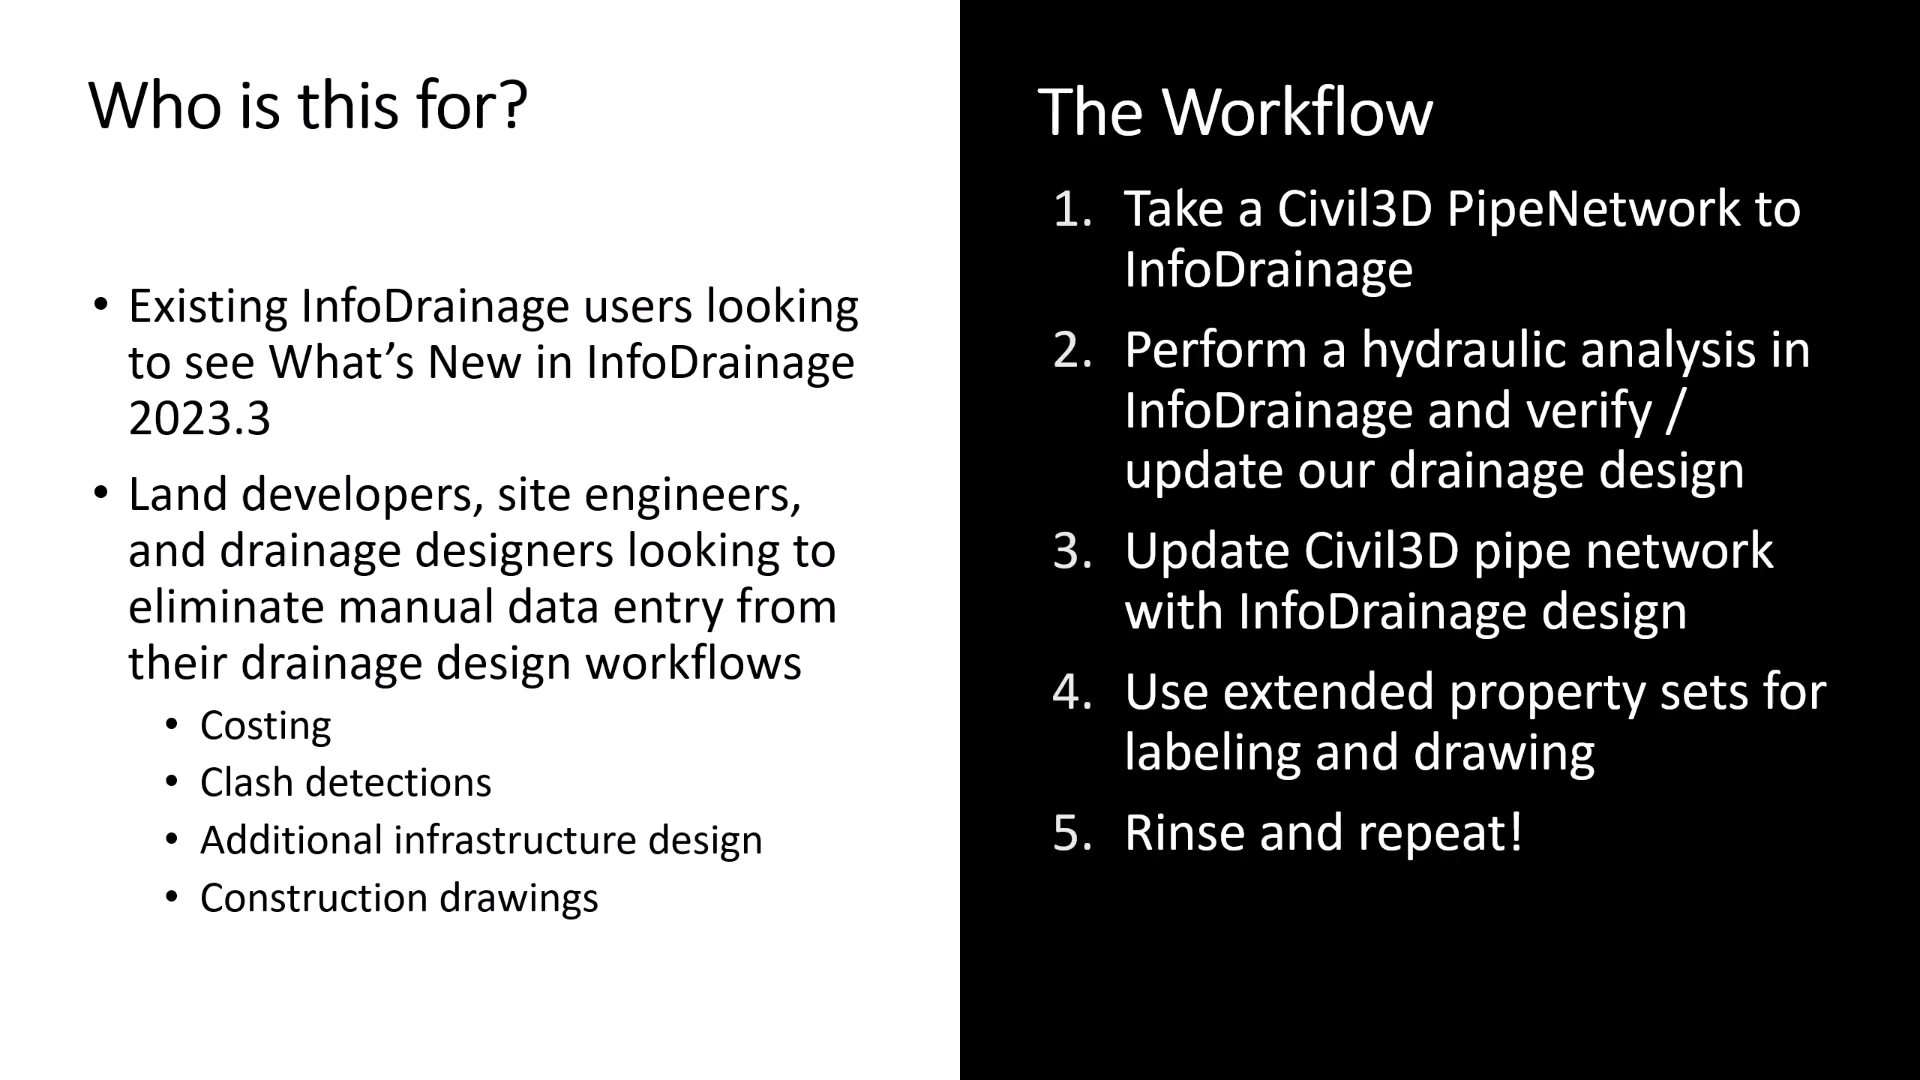 Who is this for?
• Existing InfoDrainage users looking
to see What’s New in InfoDrainage
2023.3
• Land developers, site engineers,
and drainage designers looking to
eliminate manual data entry from
their drainage design workflows
• Costing
• Clash detections
• Additional infrastructure design
• Construction drawings
The Workflow
1. Take a Civil3D PipeNetwork to
InfoDrainage
2. Perform a hydraulic analysis in
InfoDrainage and verify /
update our drainage design
3. Update Civil3D pipe network
with InfoDrainage design
4. Use extended property sets for
labeling and drawing
5. Rinse and repeat!